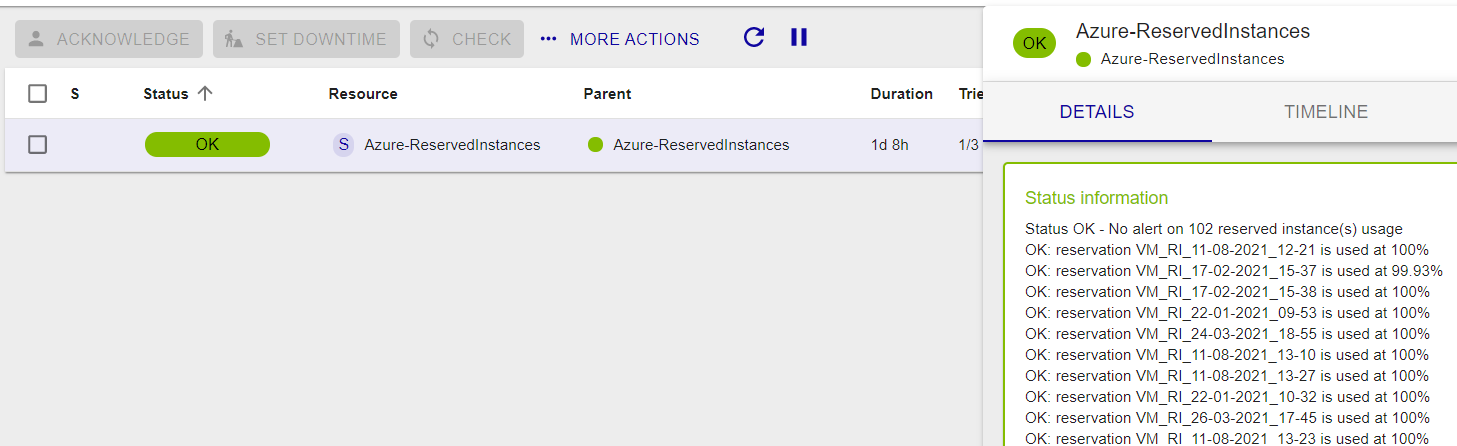 ACKNOWLEDGE SET DOWNTIME CHECK MORE ACTIONS
S Status Resource Parent Duration Trie
OK S Azure-ReservedInstances Azure-ReservedInstances 1d 8h 1/3
OK Azure-ReservedInstances
Azure-ReservedInstances
DETAILS TIMELINE
Status information
Status OK - No alert on 102 reserved instance(s) usage
OK: reservation VM_RI_11-08-2021_12-21 is used at 100%
OK: reservation VM_RI_17-02-2021_15-37 is used at 99.93%
OK: reservation VM_RI_17-02-2021_15-38 is used at 100%
OK: reservation VM_RI_22-01-2021_09-53 is used at 100%
OK: reservation VM_RI_24-03-2021_18-55 is used at 100%
OK: reservation VM_RI_11-08-2021_13-10 is used at 100%
OK: reservation VM_RI_11-08-2021_13-27 is used at 100%
OK: reservation VM_RI_22-01-2021_10-32 is used at 100%
OK: reservation VM_RI_26-03-2021_17-45 is used at 100%
OK: reservation VM_RI_11-08-2021_13-23 is used at 100%